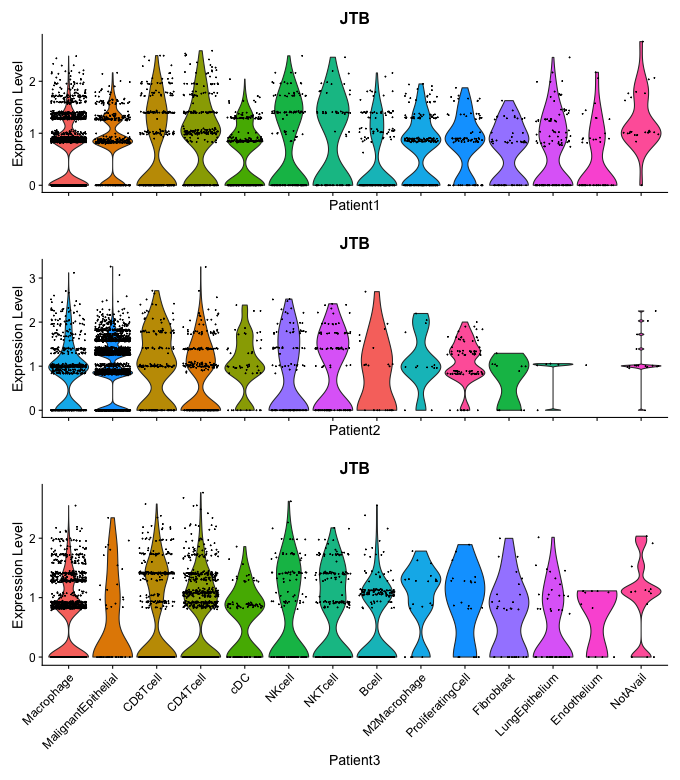 JTB
Expression Level
2
1
0
Patient1
JTB
Expression Level
3
2
1
0
Patient2
JTB
Expression Level
2
1
0
Macrophage
MalignantEpithelial
CD8Tcell
CD4Tcell
cDC
NKcell
NKTcell
Bcell
M2Macrophage
ProliferatingCell
Fibroblast
LungEpithelium
Endothelium
NotAvail
Patient3